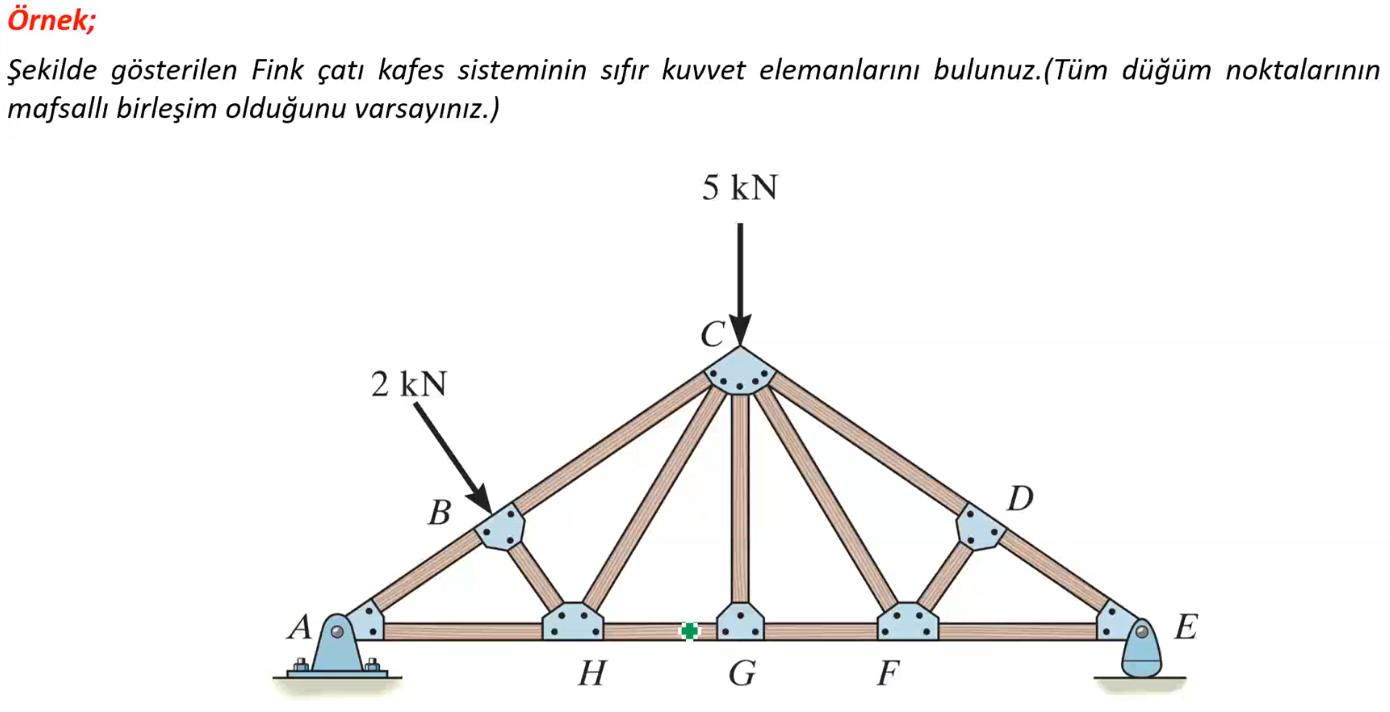 Örnek;
Şekilde gösterilen Fink çatı kafes sisteminin sıfır kuvvet elemanlarını bulunuz.(Tüm düğüm noktalarının
mafsallı birleşim olduğunu varsayınız.)
5 kN
C
2 kN
B
D
A
E
H
G
F